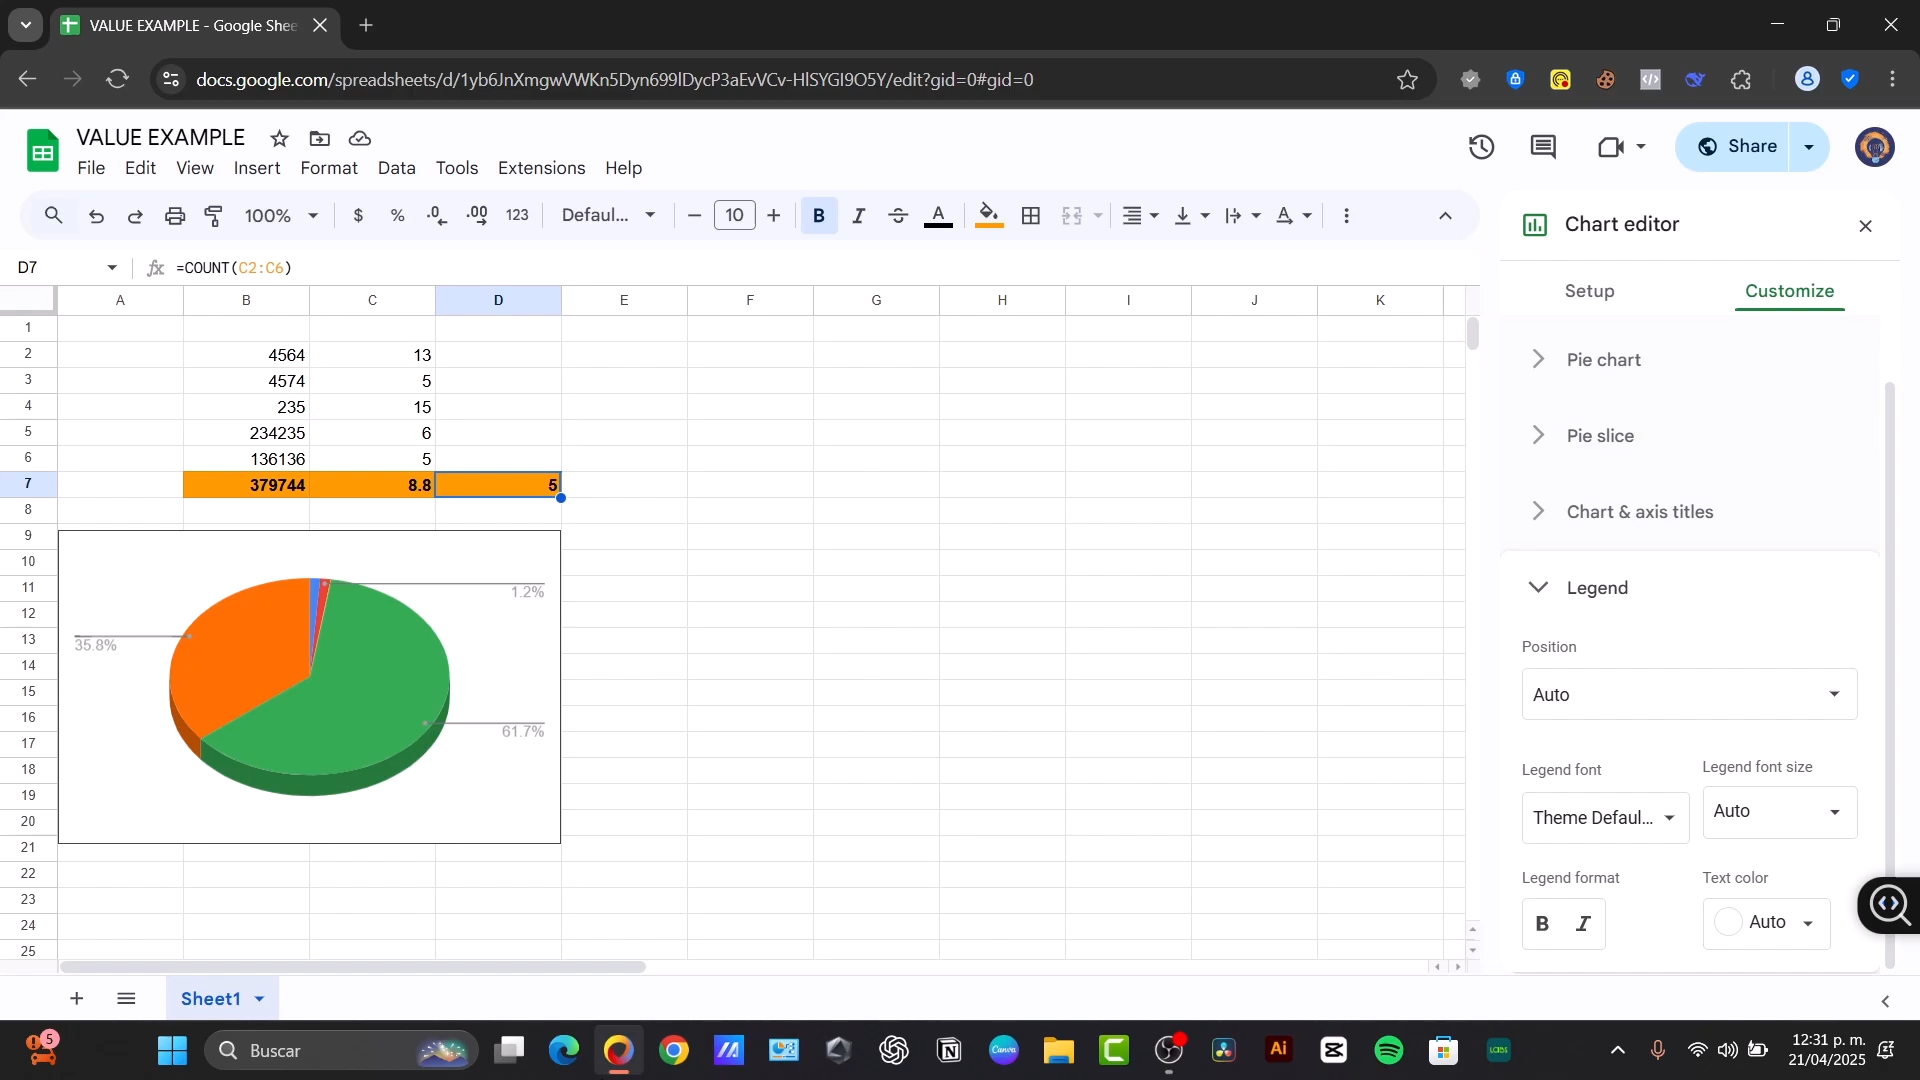 VALUE EXAMPLE - Google Shee
docs.google.com/spreadsheets/d/1yb6JnXmgwVWKn5Dyn699lDycP3aEvVCv-HlSYGI9O5Y/edit?gid=0#gid=0
VALUE EXAMPLE
Share
File Edit View Insert Format Data Tools Extensions Help
100% $ % .0 .00 123 Defaul... 10 B I A A
Chart editor
D7 fx =COUNT(C2:C6)
Setup Customize
A B C D E F G H I J K
1
2 4564 13
3 4574 5
4 235 15
5 234235 6
6 136136 5
7 379744 8.8 5
8
9
10
11
12
13
14
15
16
17
18
19
20
21
22
23
24
25
1.2%
35.8%
61.7%
Pie chart
Pie slice
Chart & axis titles
Legend
Position
Auto
Legend font
Legend font size
Theme Defaul...
Auto
Legend format
Text color
B I
Auto
Sheet1
5
Buscar
Canva
Ai
12:31 p. m.
21/04/2025